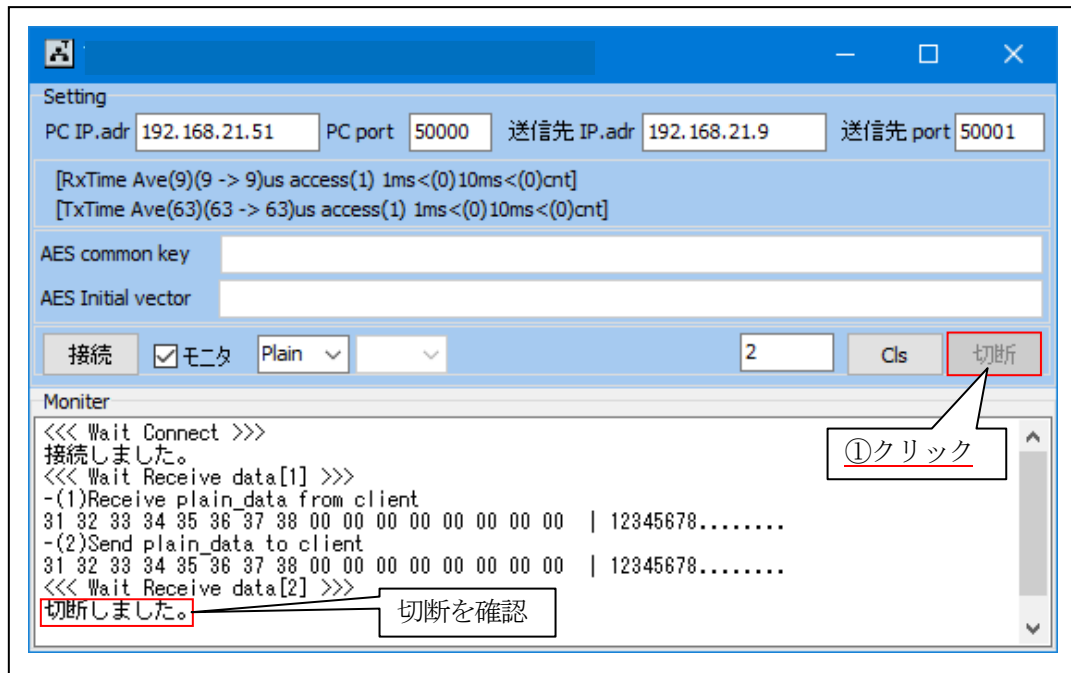 Setting
PC IP.adr 192.168.21.51 PC port 50000 送信先 IP.adr 192.168.21.9 送信先 port 50001
[RxTime Ave(9)(9 -> 9)us access(1) 1ms<(0)10ms<(0)cnt]
[TxTime Ave(63)(63 -> 63)us access(1) 1ms<(0)10ms<(0)cnt]
AES common key
AES Initial vector
接続 モニタ Plain 2 Cls 切断
Moniter
<<< Wait Connect >>>
接続しました。
①クリック
<<< Wait Receive data[1] >>>
-(1)Receive plain_data from client
31 32 33 34 35 36 37 38 00 00 00 00 00 00 00 00 | 12345678........
-(2)Send plain_data to client
31 32 33 34 35 36 37 38 00 00 00 00 00 00 00 00 | 12345678........
<<< Wait Receive data[2] >>>
切断しました。 切断を確認